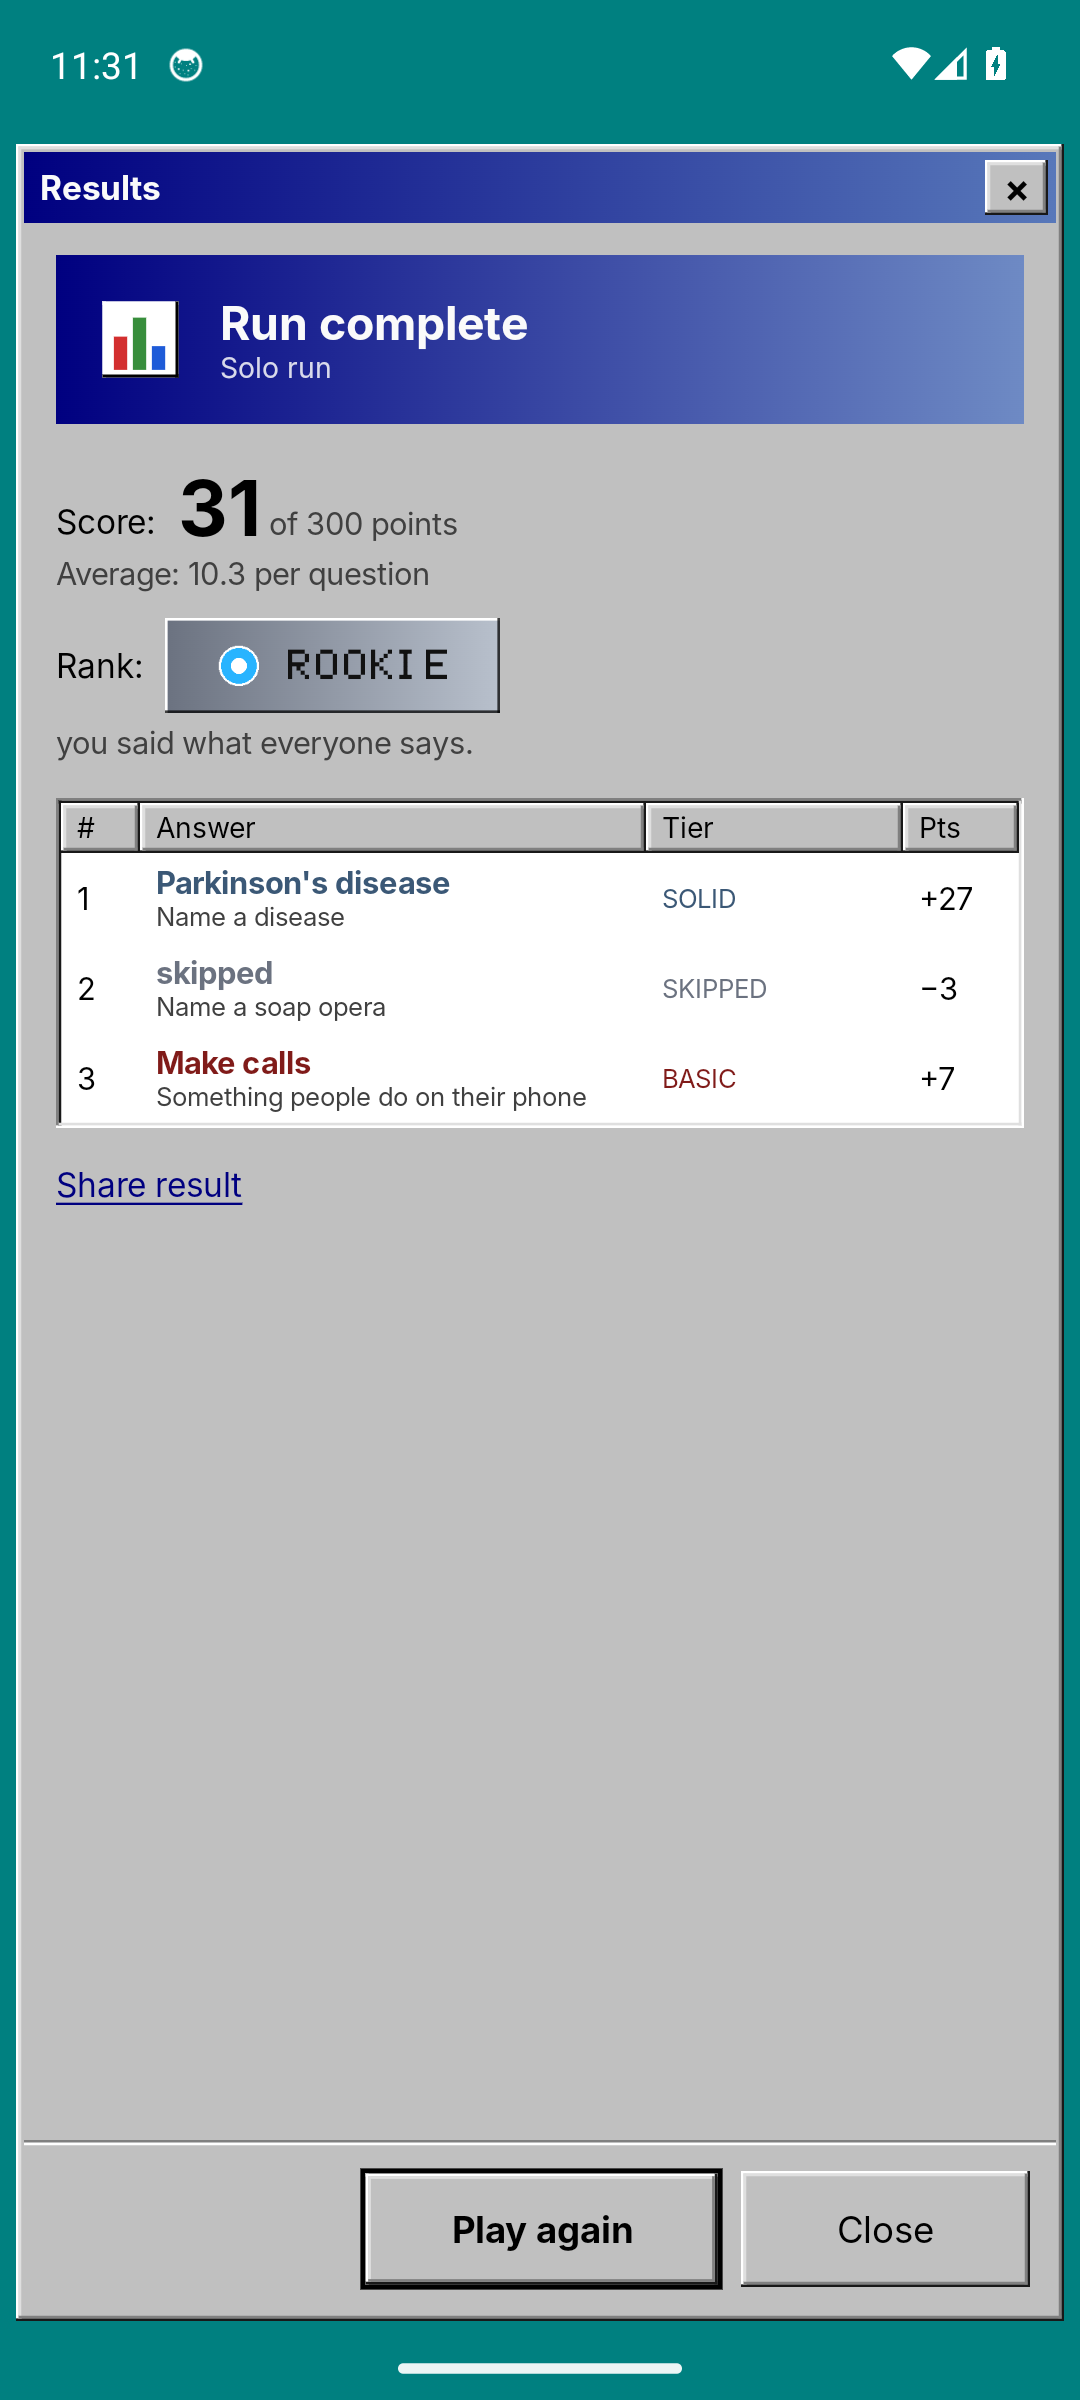 11:31
Results
Run complete
Solo run
Score: 31 of 300 points
Average: 10.3 per question
Rank: ROOKIE
you said what everyone says.
# Answer Tier Pts
1 Parkinson's disease SOLID +27
Name a disease
2 skipped SKIPPED −3
Name a soap opera
3 Make calls BASIC +7
Something people do on their phone
Share result
Play again Close